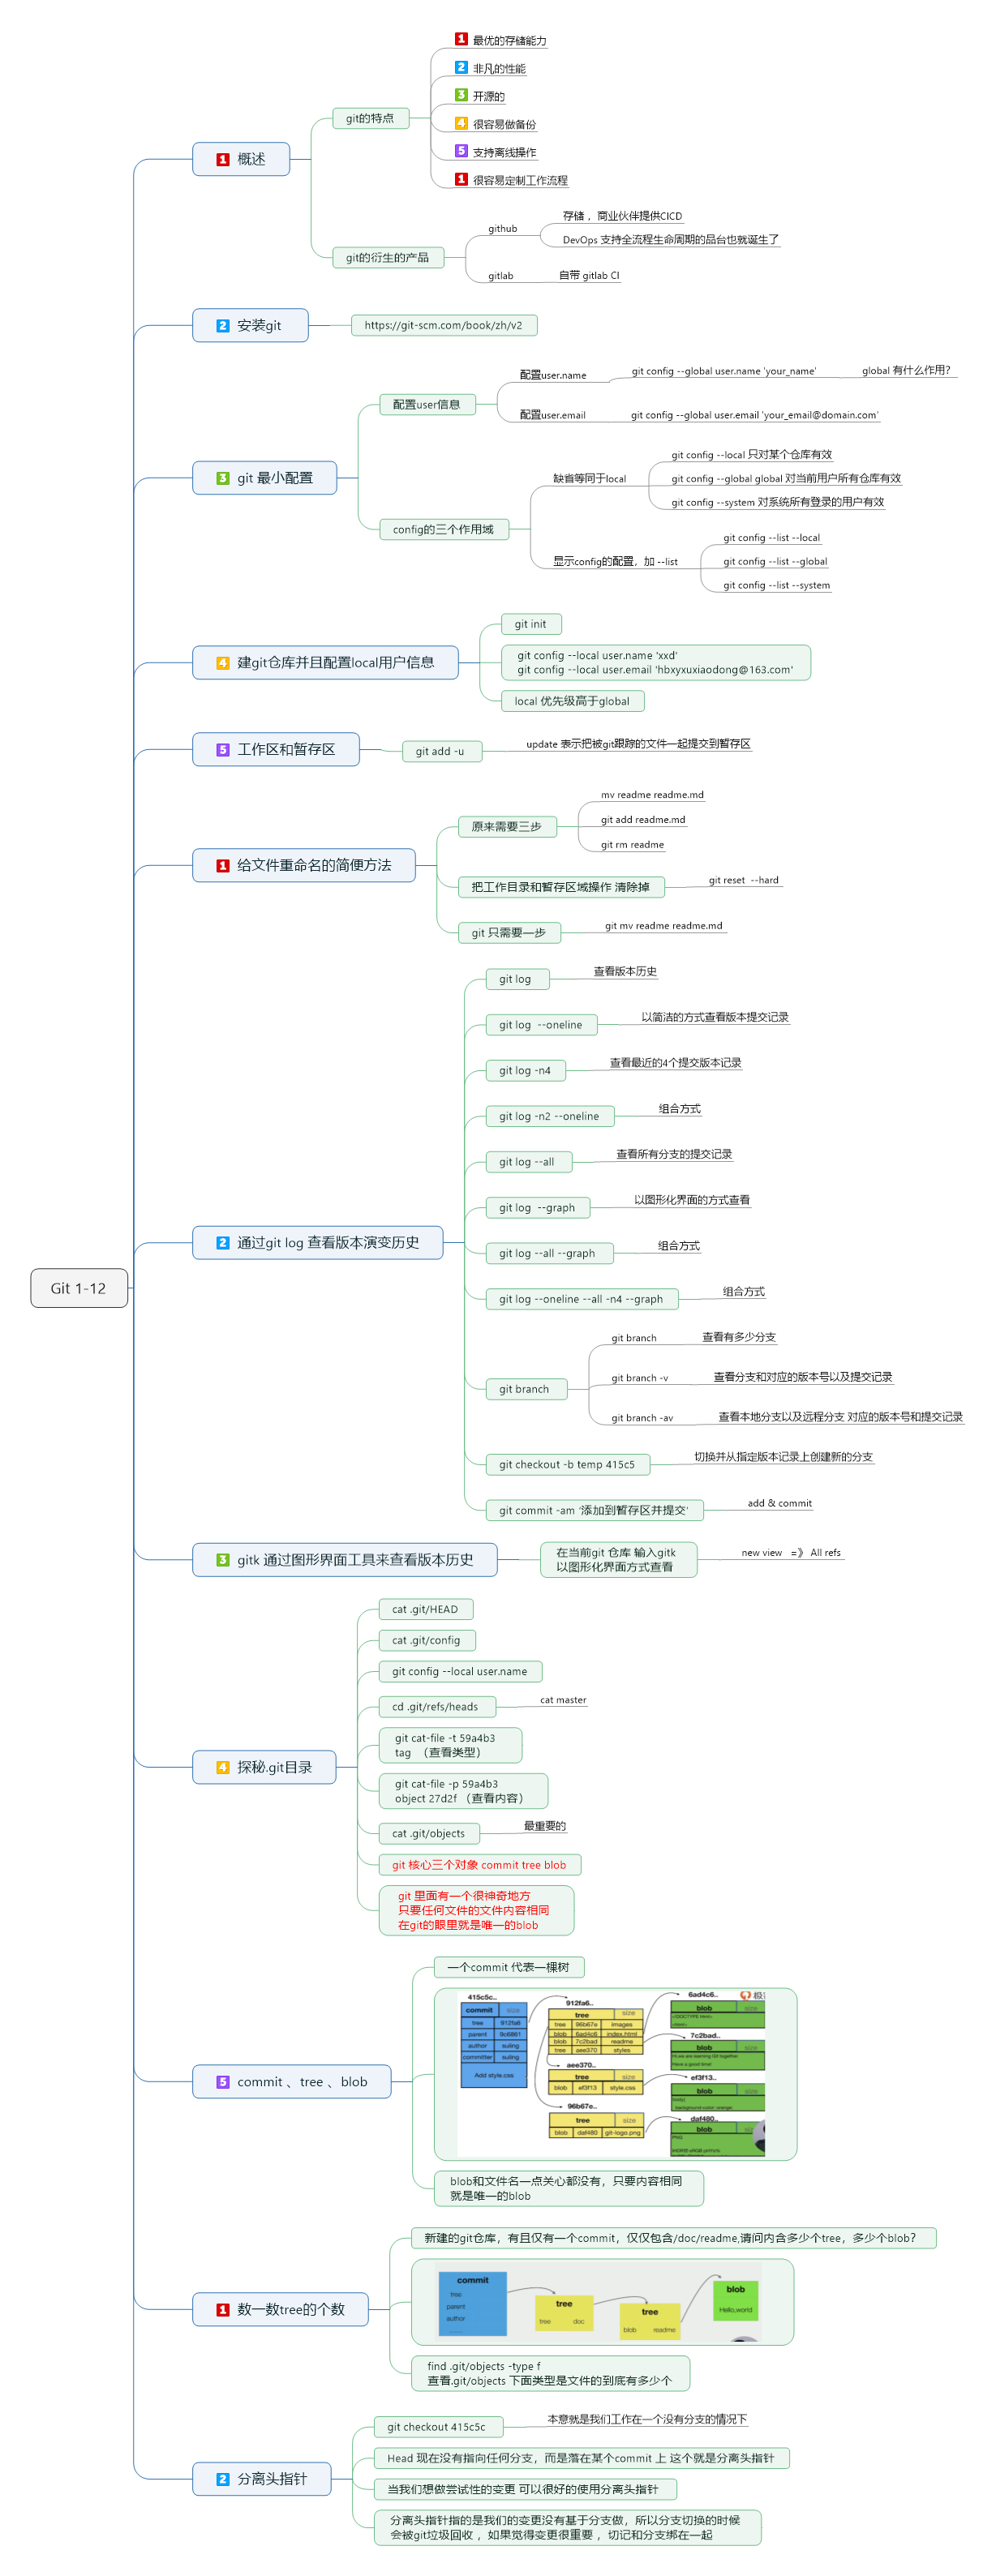 Git 1-12
1 概述
git的特点
1 最优的存储能力
2 非凡的性能
3 开源的
4 很容易做备份
5 支持离线操作
1 很容易定制工作流程
git的衍生的产品
github
存储， 商业伙伴提供CICD
DevOps 支持全流程生命周期的品台也就诞生了
gitlab
自带 gitlab CI
2 安装git
https://git-scm.com/book/zh/v2
3 git 最小配置
配置user信息
配置user.name
git config --global user.name 'your_name'
global 有什么作用？
配置user.email
git config --global user.email 'your_email@domain.com'
config的三个作用域
缺省等同于local
git config --local 只对某个仓库有效
git config --global global 对当前用户所有仓库有效
git config --system 对系统所有登录的用户有效
显示config的配置，加 --list
git config --list --local
git config --list --global
git config --list --system
4 建git仓库并且配置local用户信息
git init
git config --local user.name 'xxd'
git config --local user.email 'hbxyxuxiaodong@163.com'
local 优先级高于global
5 工作区和暂存区
git add -u
update 表示把被git跟踪的文件一起提交到暂存区
1 给文件重命名的简便方法
原来需要三步
mv readme readme.md
git add readme.md
git rm readme
把工作目录和暂存区域操作 清除掉
git reset --hard
git 只需要一步
git mv readme readme.md
2 通过git log 查看版本演变历史
git log
查看版本历史
git log --oneline
以简洁的方式查看版本提交记录
git log -n4
查看最近的4个提交版本记录
git log -n2 --oneline
组合方式
git log --all
查看所有分支的提交记录
git log --graph
以图形化界面的方式查看
git log --all --graph
组合方式
git log --oneline --all -n4 --graph
组合方式
git branch
git branch
查看有多少分支
git branch -v
查看分支和对应的版本号以及提交记录
git branch -av
查看本地分支以及远程分支 对应的版本号和提交记录
git checkout -b temp 415c5
切换并从指定版本记录上创建新的分支
git commit -am ‘添加到暂存区并提交’
add & commit
3 gitk 通过图形界面工具来查看版本历史
在当前git 仓库 输入gitk
以图形化界面方式查看
new view =》 All refs
4 探秘.git目录
cat .git/HEAD
cat .git/config
git config --local user.name
cd .git/refs/heads
cat master
git cat-file -t 59a4b3
tag （查看类型）
git cat-file -p 59a4b3
object 27d2f （查看内容）
cat .git/objects
最重要的
git 核心三个对象 commit tree blob
git 里面有一个很神奇地方
只要任何文件的文件内容相同
在git的眼里就是唯一的blob
5 commit 、tree 、blob
一个commit 代表一棵树
415c5c..
commit size
tree 912fa6
parent 9c6861
author suling
committer suling
Add style.css
912fa6..
tree size
tree 96b67e images
blob 6ad4c6 index.html
blob 7c2bad readme
tree aee370 styles
aee370..
tree size
blob ef3f13 style.css
96b67e..
tree size
blob daf480 git-logo.png
6ad4c6..
blob size
7c2bad..
blob size
Have a good time!
ef3f13..
blob size
daf480..
blob size
blob和文件名一点关心都没有，只要内容相同
就是唯一的blob
1 数一数tree的个数
新建的git仓库，有且仅有一个commit，仅仅包含/doc/readme,请问内含多少个tree，多少个blob？
commit
tree
parent
author
......
tree
tree doc
tree
blob readme
blob
Hello,world
find .git/objects -type f
查看.git/objects 下面类型是文件的到底有多少个
2 分离头指针
git checkout 415c5c
本意就是我们工作在一个没有分支的情况下
Head 现在没有指向任何分支，而是落在某个commit 上 这个就是分离头指针
当我们想做尝试性的变更 可以很好的使用分离头指针
分离头指针指的是我们的变更没有基于分支做，所以分支切换的时候
会被git垃圾回收 ，如果觉得变更很重要 ，切记和分支绑在一起